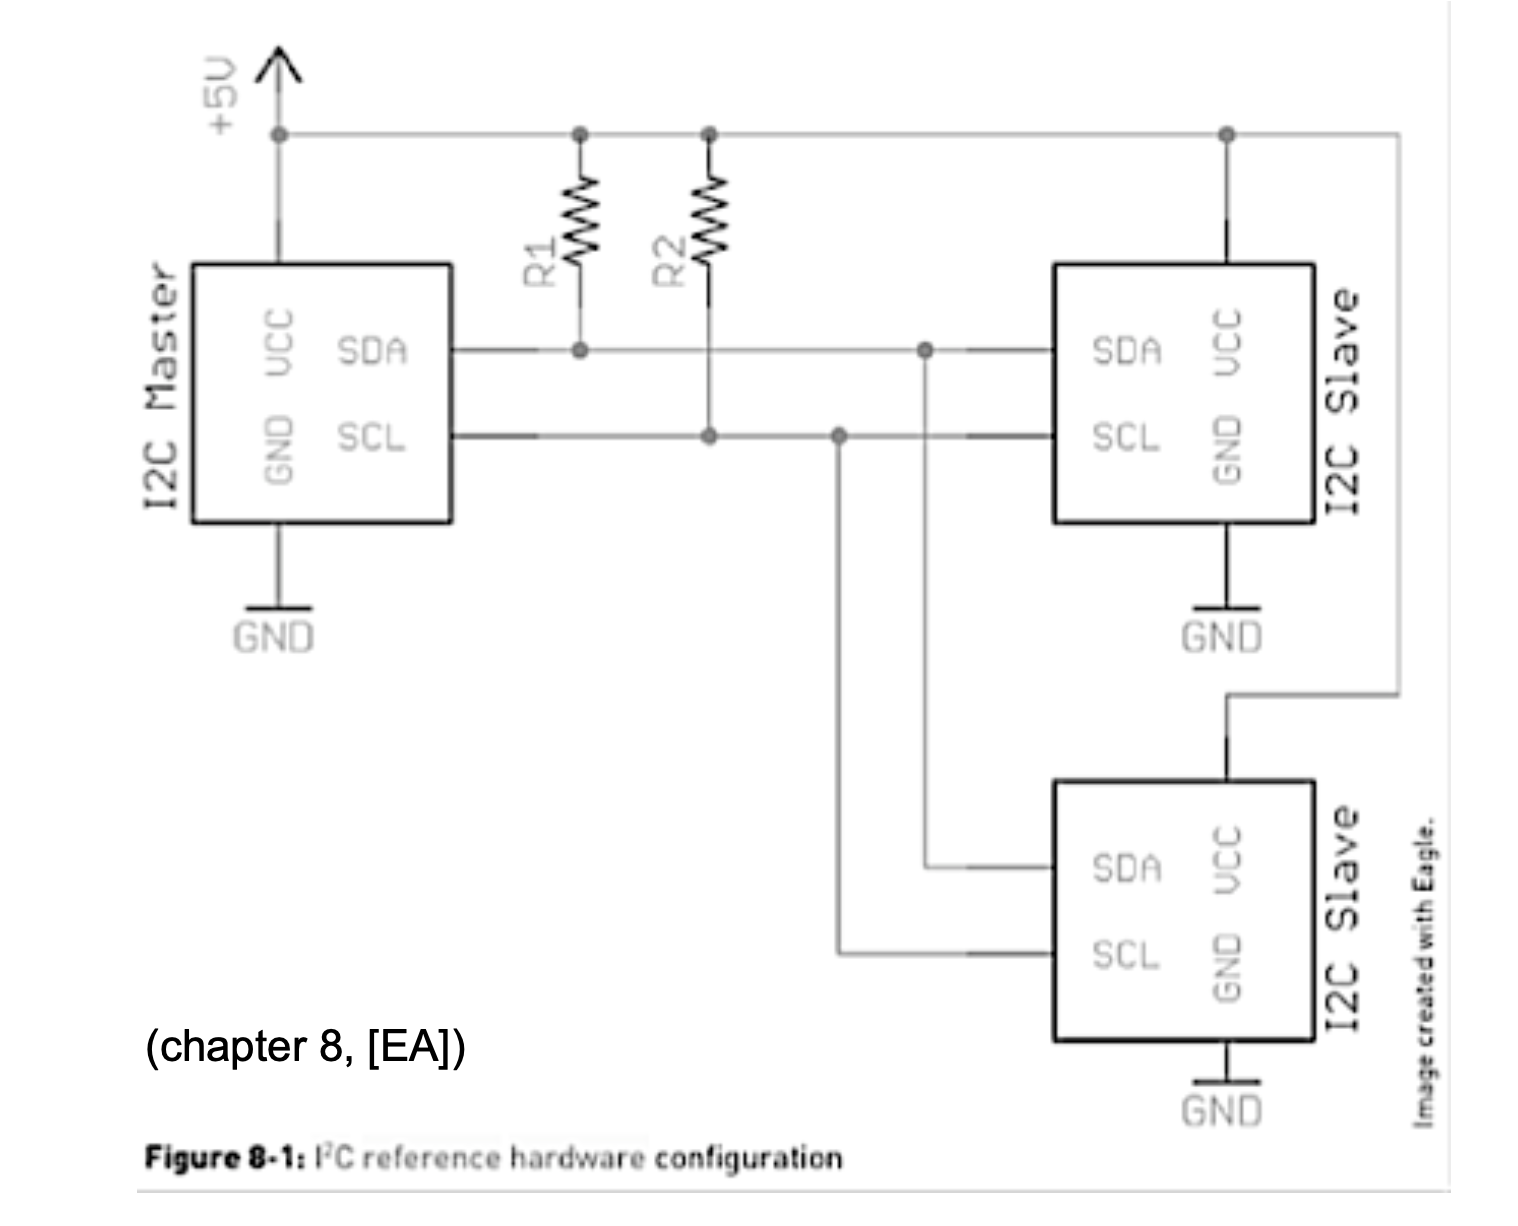 +5V
R1
R2
I2C Master
VCC
GND
SDA
SCL
GND
SDA
SCL
VCC
GND
I2C Slave
GND
SDA
SCL
VCC
GND
I2C Slave
GND
Image created with Eagle.
(chapter 8, [EA])
Figure 8-1: I²C reference hardware configuration